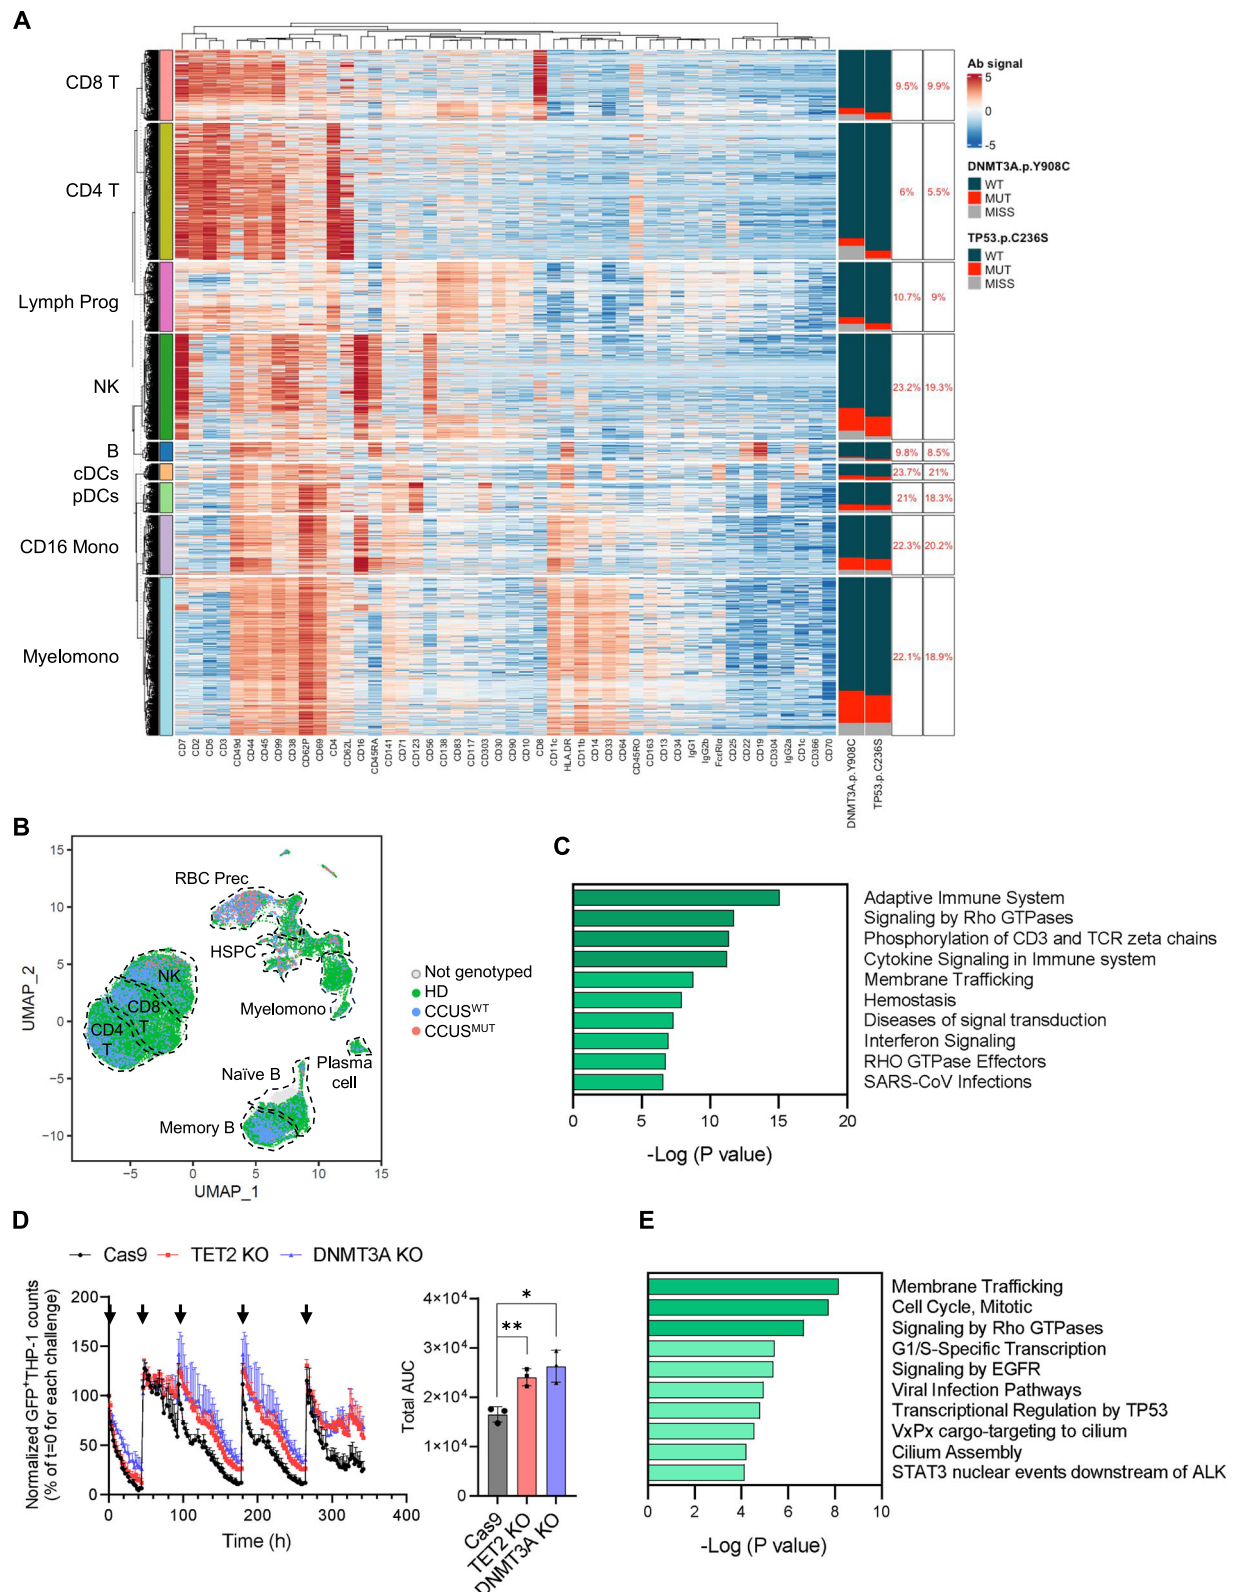 A
CD8 T
CD4 T
Lymph Prog
NK
B
cDCs
pDCs
CD16 Mono
Myelomono
9.5% 9.9%
6% 5.5%
10.7% 9%
23.2% 19.3%
9.8% 8.5%
23.7% 21%
21% 18.3%
22.3% 20.2%
22.1% 18.9%
Ab signal
5
0
-5
DNMT3A.p.Y908C
WT
MUT
MISS
TP53.p.C236S
WT
MUT
MISS
CD7
CD2
CD5
CD3
CD49d
CD44
CD45
CD99
CD38
CD62P
CD69
CD4
CD62L
CD16
CD45RA
CD141
CD71
CD123
CD56
CD138
CD83
CD117
CD303
CD30
CD90
CD10
CD8
CD11c
HLA.DR
CD11b
CD14
CD33
CD64
CD45RO
CD163
CD13
CD34
IgG1
IgG2b
FcεRIα
CD25
CD22
CD19
CD304
IgG2a
CD1c
CD366
CD70
DNMT3A.p.Y908C
TP53.p.C236S
B
UMAP_2
15
10
5
0
−5
−10
RBC Prec
HSPC
NK
CD8
T
CD4
T
Myelomono
Plasma
cell
Naïve B
Memory B
−5 0 5 10 15
UMAP_1
Not genotyped
HD
CCUSWT
CCUSMUT
C
Adaptive Immune System
Signaling by Rho GTPases
Phosphorylation of CD3 and TCR zeta chains
Cytokine Signaling in Immune system
Membrane Trafficking
Hemostasis
Diseases of signal transduction
Interferon Signaling
RHO GTPase Effectors
SARS-CoV Infections
0 5 10 15 20
-Log (P value)
D
Cas9 TET2 KO DNMT3A KO
Normalized GFP+THP-1 counts
(% of t=0 for each challenge)
200
150
100
50
0
0 100 200 300 400
Time (h)
Total AUC
4×10⁴
3×10⁴
2×10⁴
1×10⁴
0
*
**
Cas9
TET2 KO
DNMT3A KO
E
Membrane Trafficking
Cell Cycle, Mitotic
Signaling by Rho GTPases
G1/S-Specific Transcription
Signaling by EGFR
Viral Infection Pathways
Transcriptional Regulation by TP53
VxPx cargo-targeting to cilium
Cilium Assembly
STAT3 nuclear events downstream of ALK
0 2 4 6 8 10
-Log (P value)